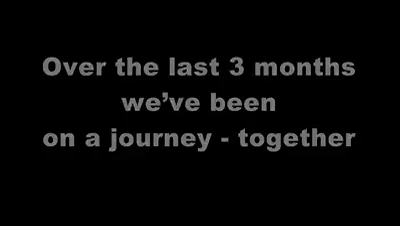 Over the last 3 months
we’ve been
on a journey - together